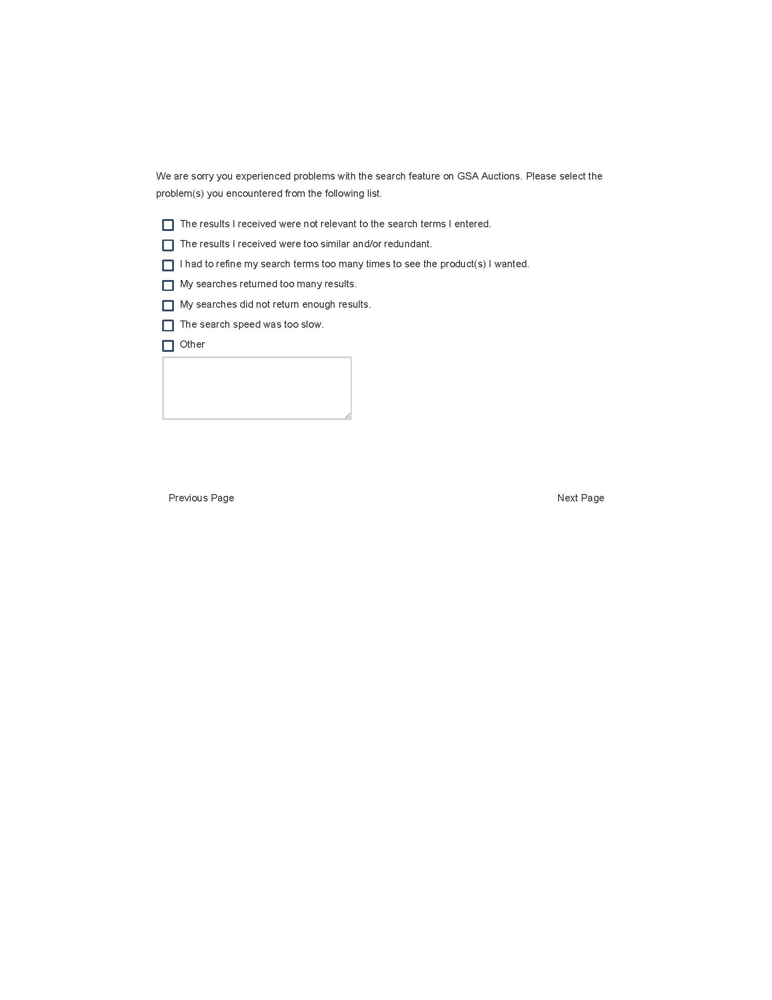 We are sorry you experienced problems with the search feature on GSA Auctions. Please select the
problem(s) you encountered from the following list.
The results I received were not relevant to the search terms I entered.
The results I received were too similar and/or redundant.
I had to refine my search terms too many times to see the product(s) I wanted.
My searches returned too many results.
My searches did not return enough results.
The search speed was too slow.
Other
Previous Page
Next Page